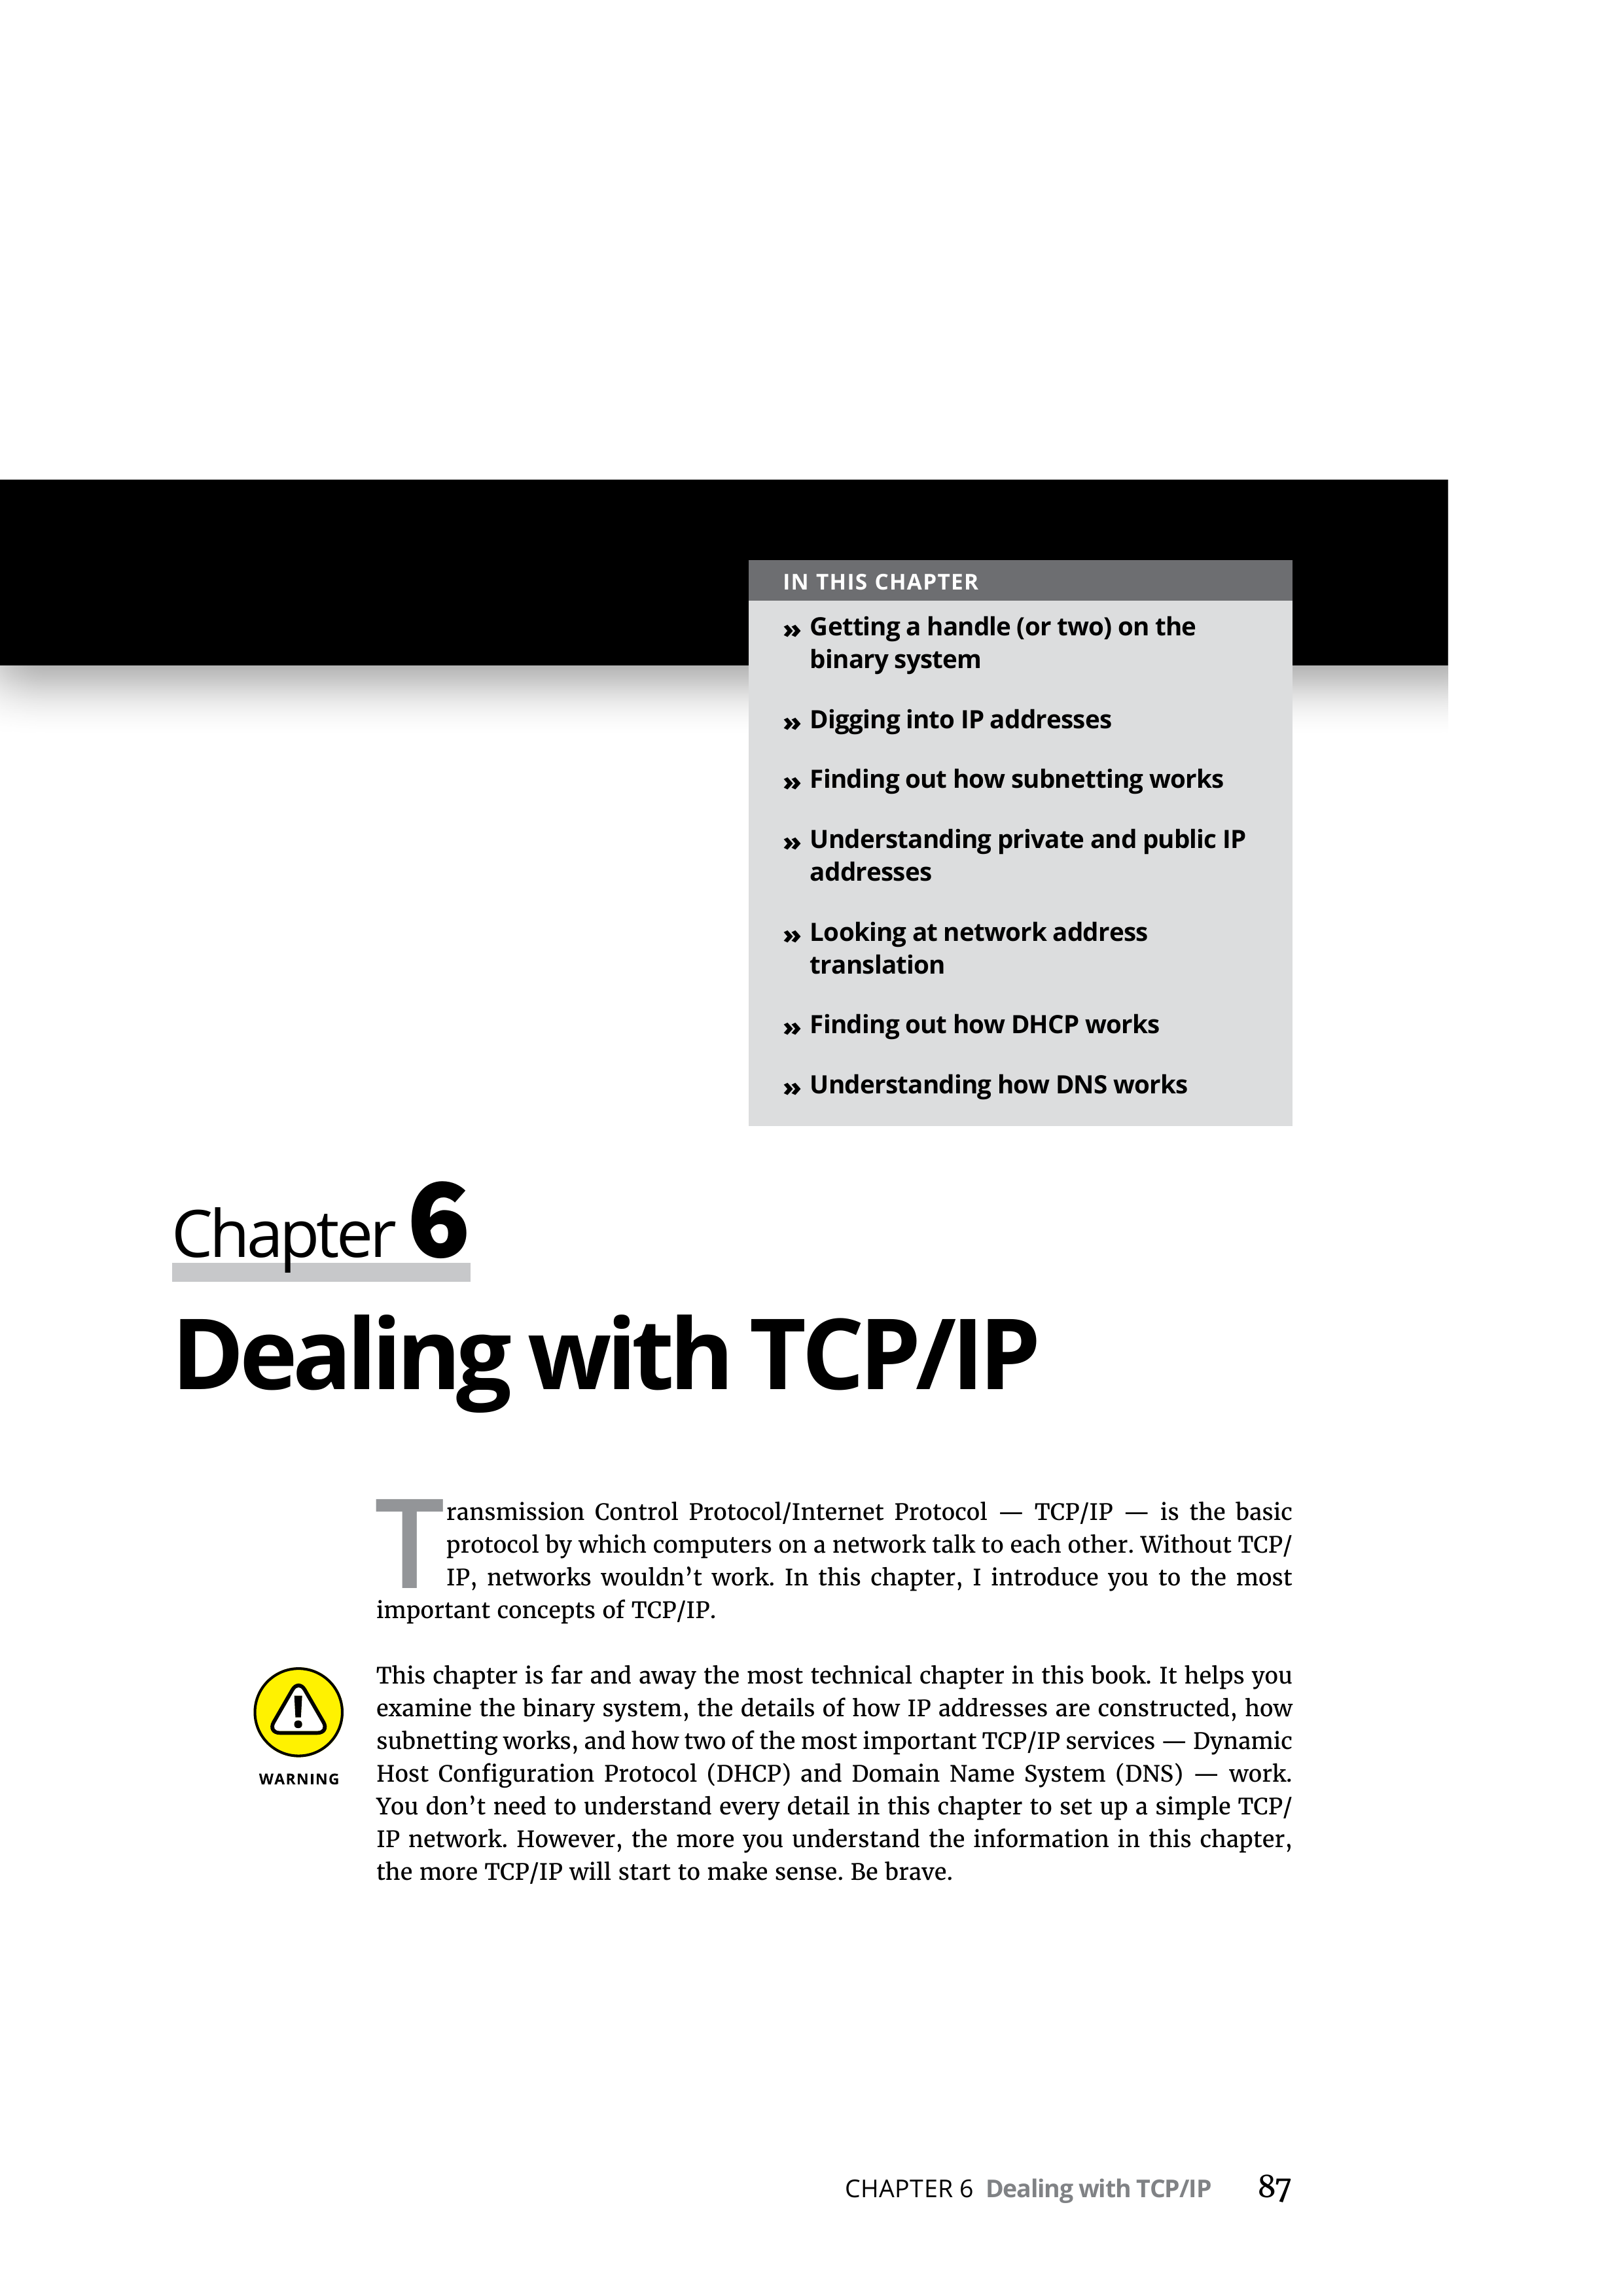 IN THIS CHAPTER
» Getting a handle (or two) on the
binary system
» Digging into IP addresses
» Finding out how subnetting works
» Understanding private and public IP
addresses
» Looking at network address
translation
» Finding out how DHCP works
» Understanding how DNS works
Chapter 6
Dealing with TCP/IP
Transmission Control Protocol/Internet Protocol — TCP/IP — is the basic
protocol by which computers on a network talk to each other. Without TCP/
IP, networks wouldn’t work. In this chapter, I introduce you to the most
important concepts of TCP/IP.
This chapter is far and away the most technical chapter in this book. It helps you
examine the binary system, the details of how IP addresses are constructed, how
subnetting works, and how two of the most important TCP/IP services — Dynamic
Host Configuration Protocol (DHCP) and Domain Name System (DNS) — work.
You don’t need to understand every detail in this chapter to set up a simple TCP/
IP network. However, the more you understand the information in this chapter,
the more TCP/IP will start to make sense. Be brave.
WARNING
CHAPTER 6 Dealing with TCP/IP 87